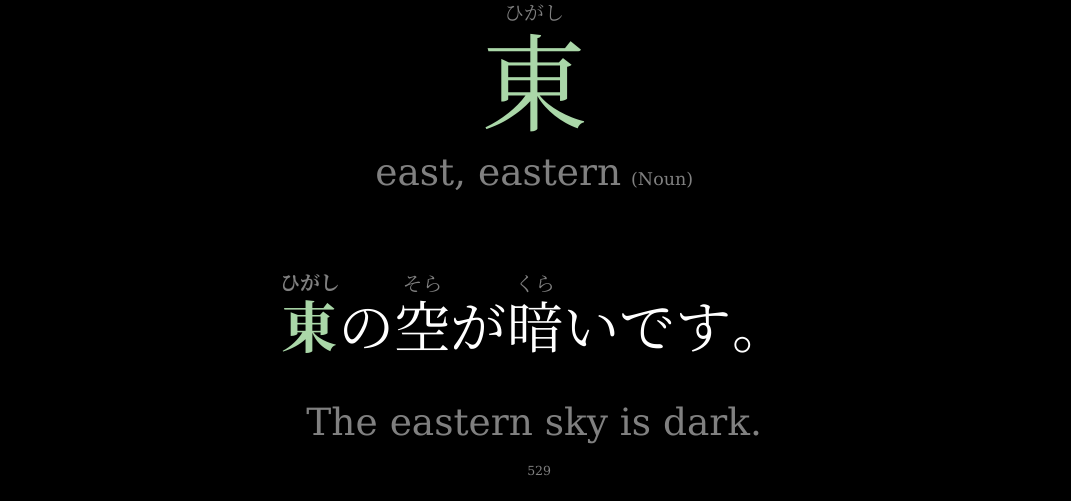 ひがし
東
east, eastern (Noun)
ひがし そら くら
東の空が暗いです。
The eastern sky is dark.
529